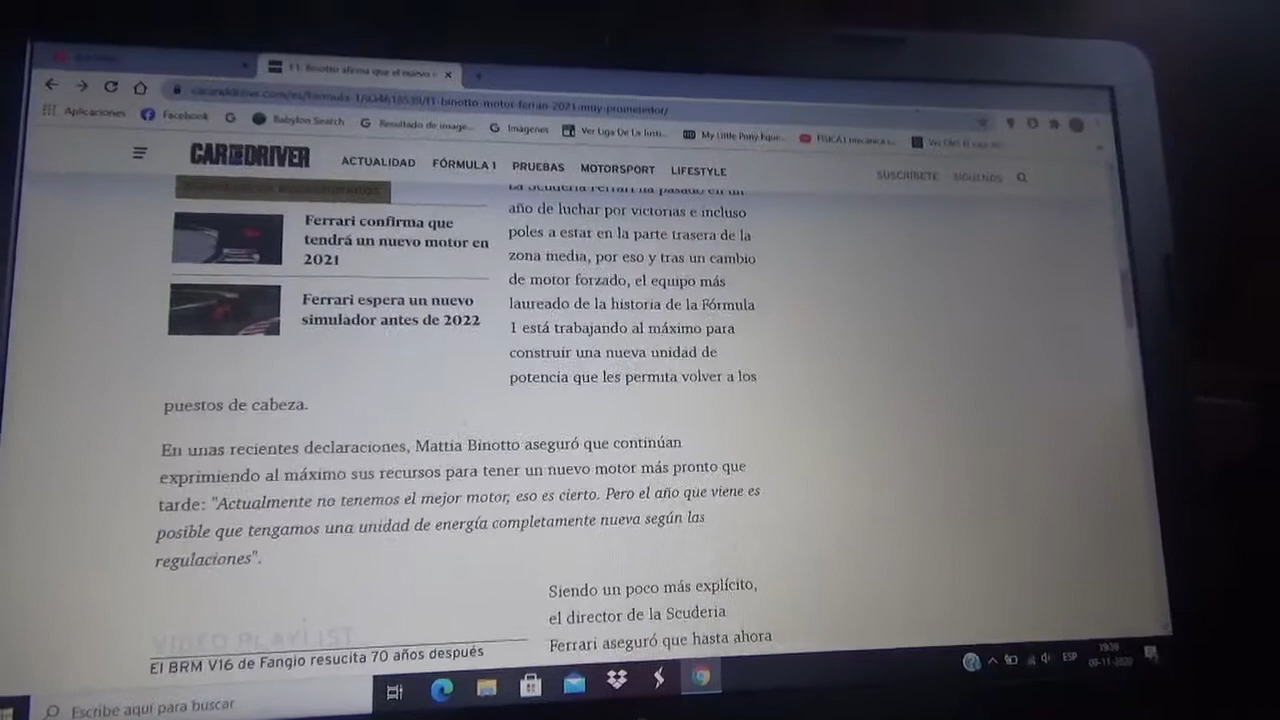 F1: Binotto afirma que el nuevo
caranddriver.com/es/formula-1/a34618539/f1-binotto-motor-ferrari-2021-muy-prometedor/
Aplicaciones Facebook Babylon Search Resultado de image... Imágenes Ver Liga De La Justi... My Little Pony Eque... FISICA1 mecanica
CAR AND DRIVER ACTUALIDAD FÓRMULA 1 PRUEBAS MOTORSPORT LIFESTYLE SUSCRÍBETE SÍGUENOS
Ferrari confirma que
tendrá un nuevo motor en
2021
Ferrari espera un nuevo
simulador antes de 2022
La Scuderia Ferrari ha pasado en un
año de luchar por victorias e incluso
poles a estar en la parte trasera de la
zona media, por eso y tras un cambio
de motor forzado, el equipo más
laureado de la historia de la Fórmula
1 está trabajando al máximo para
construir una nueva unidad de
potencia que les permita volver a los
puestos de cabeza.
En unas recientes declaraciones, Mattia Binotto aseguró que continúan
exprimiendo al máximo sus recursos para tener un nuevo motor más pronto que
tarde: "Actualmente no tenemos el mejor motor, eso es cierto. Pero el año que viene es
posible que tengamos una unidad de energía completamente nueva según las
regulaciones".
Siendo un poco más explícito,
el director de la Scuderia
Ferrari aseguró que hasta ahora
VIDEO PLAYLIST
El BRM V16 de Fangio resucita 70 años después
Escribe aquí para buscar
ESP
19:39
09-11-2020